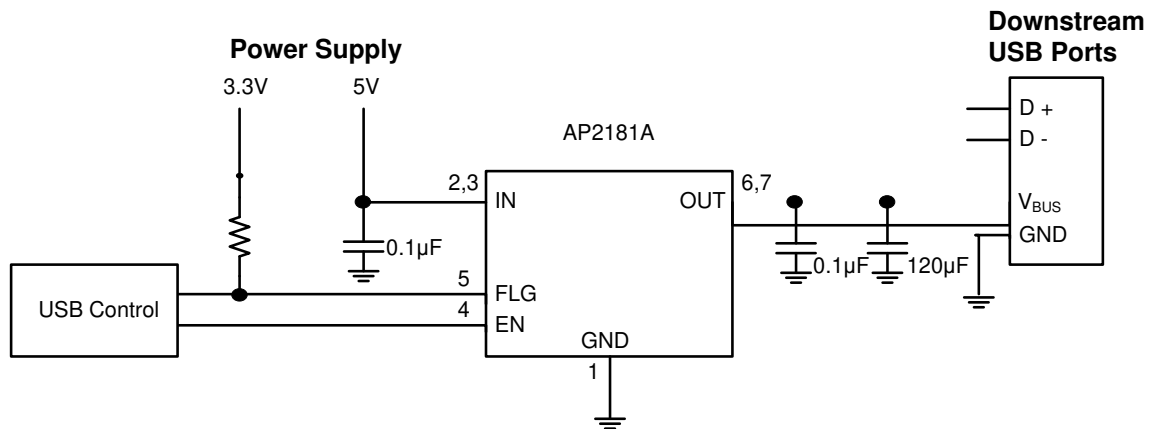 Downstream
USB Ports
Power Supply
3.3V
5V
D +
D -
AP2181A
2,3
IN
OUT
6,7
V_BUS
GND
0.1µF
0.1µF
120µF
USB Control
5
FLG
4
EN
GND
1